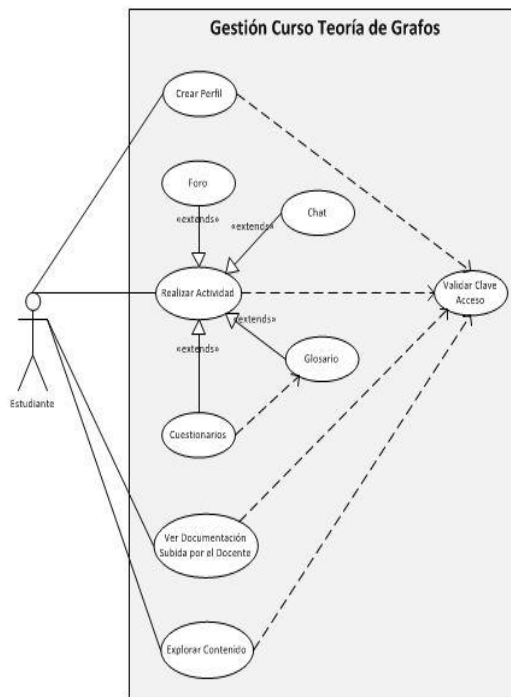 Gestión Curso Teoría de Grafos
Crear Perfil
Foro
Chat
«extends»
«extends»
Realizar Actividad
Validar Clave
Acceso
«extends»
«extends»
Glosario
Estudiante
Cuestionarios
Ver Documentación
Subida por el Docente
Explorar Contenido